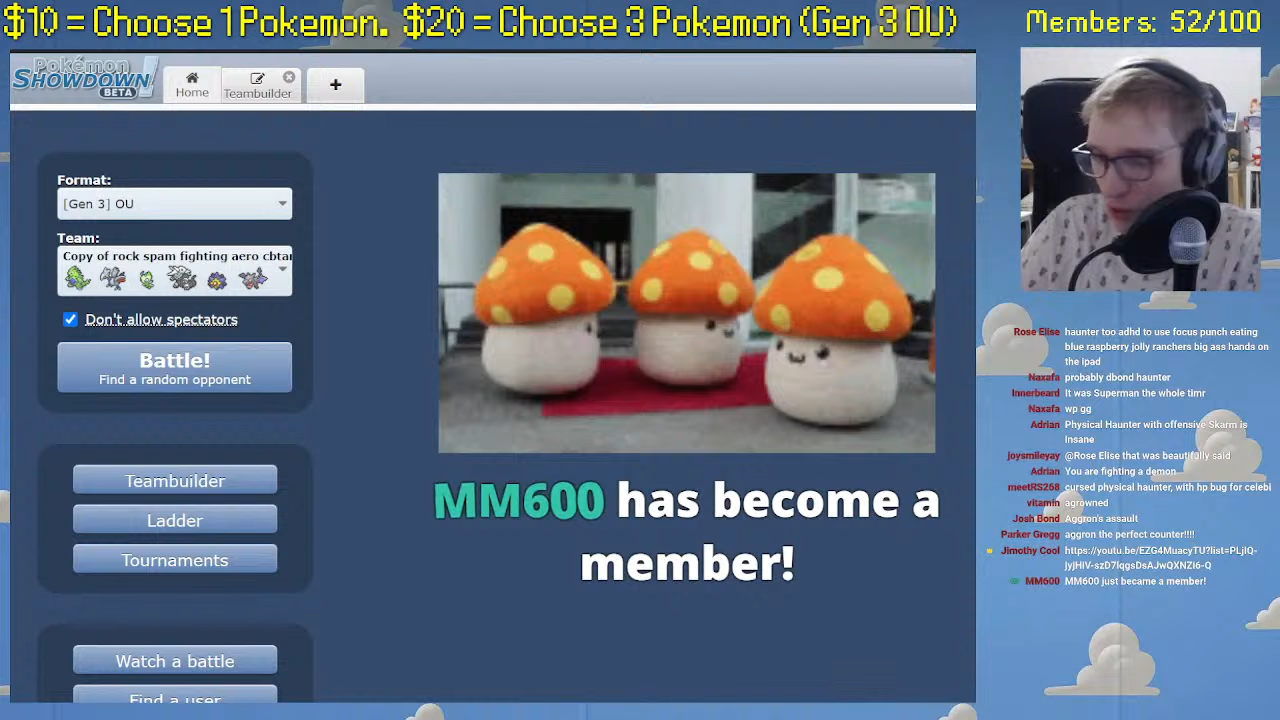 $10 = Choose 1 Pokemon. $20 = Choose 3 Pokemon (Gen 3 OU)
Members: 52/100
Pokémon
SHOWDOWN!
BETA
Home
Teambuilder
+
Format:
[Gen 3] OU
Team:
Copy of rock spam fighting aero cbtar
Don't allow spectators
Battle!
Find a random opponent
Teambuilder
Ladder
Tournaments
Watch a battle
Find a user
MM600 has become a
member!
Rose Elise haunter too adhd to use focus punch eating
blue raspberry jolly ranchers big ass hands on
the ipad
Naxafa probably dbond haunter
Innerbeard It was Superman the whole timr
Naxafa wp gg
Adrian Physical Haunter with offensive Skarm is
insane
joysmileyay @Rose Elise that was beautifully said
Adrian You are fighting a demon
meetRS268 cursed physical haunter, with hp bug for celebi
vitamin agrowned
Josh Bond Aggron's assault
Parker Gregg aggron the perfect counter!!!!
Jimothy Cool https://youtu.be/EZG4MuacyTU?list=PLjIQ-
jyjHiV-szD7lqgsDsAJwQXNZi6-Q
MM600 MM600 just became a member!